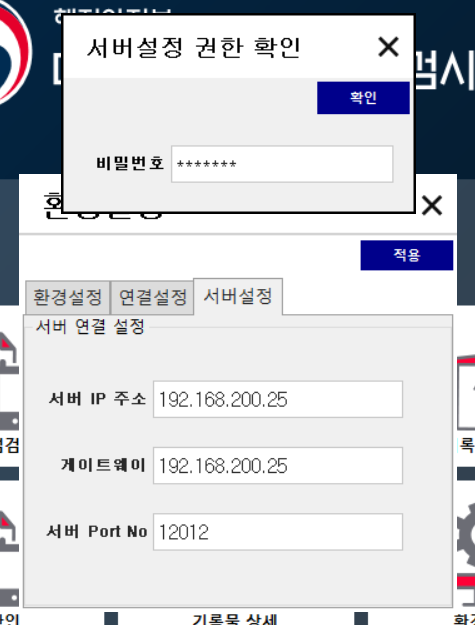 서버설정 권한 확인
확인
비밀번호 *******
적용
환경설정 연결설정 서버설정
서버 연결 설정
서버 IP 주소 192.168.200.25
게이트웨이 192.168.200.25
서버 Port No 12012
기록물 상세